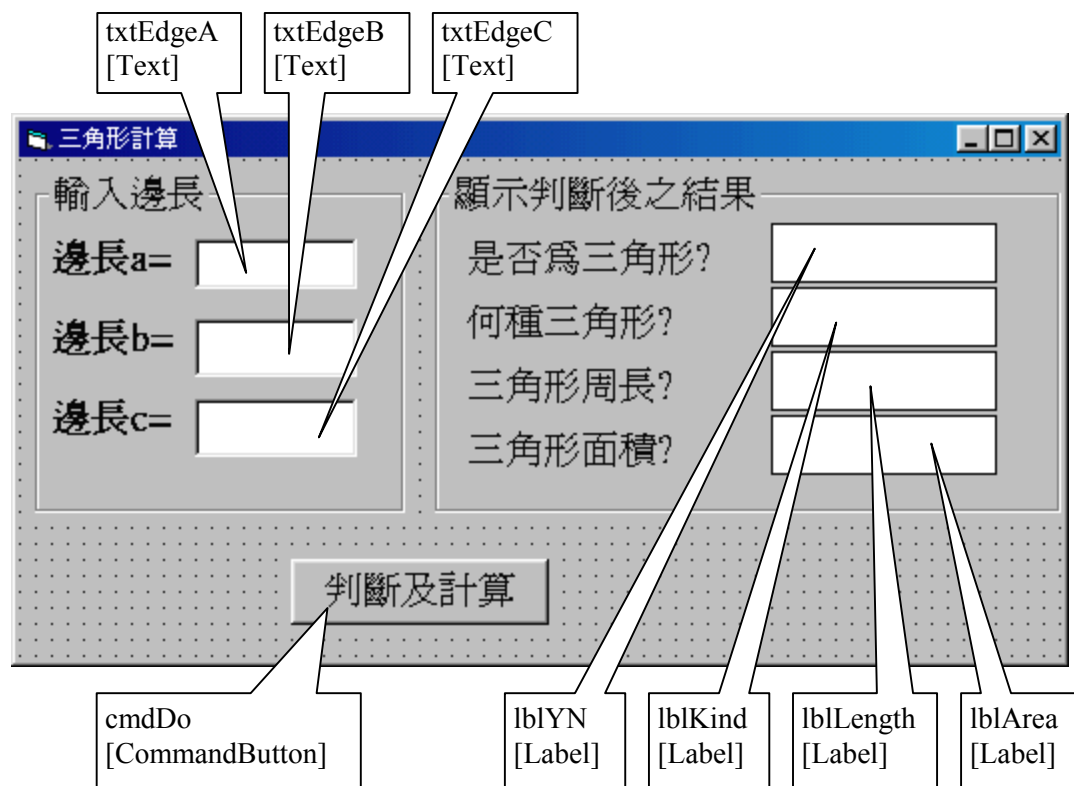 txtEdgeA
[Text]
txtEdgeB
[Text]
txtEdgeC
[Text]
三角形計算
輸入邊長
邊長a=
邊長b=
邊長c=
顯示判斷後之結果
是否為三角形?
何種三角形?
三角形周長?
三角形面積?
判斷及計算
cmdDo
[CommandButton]
lblYN
[Label]
lblKind
[Label]
lblLength
[Label]
lblArea
[Label]